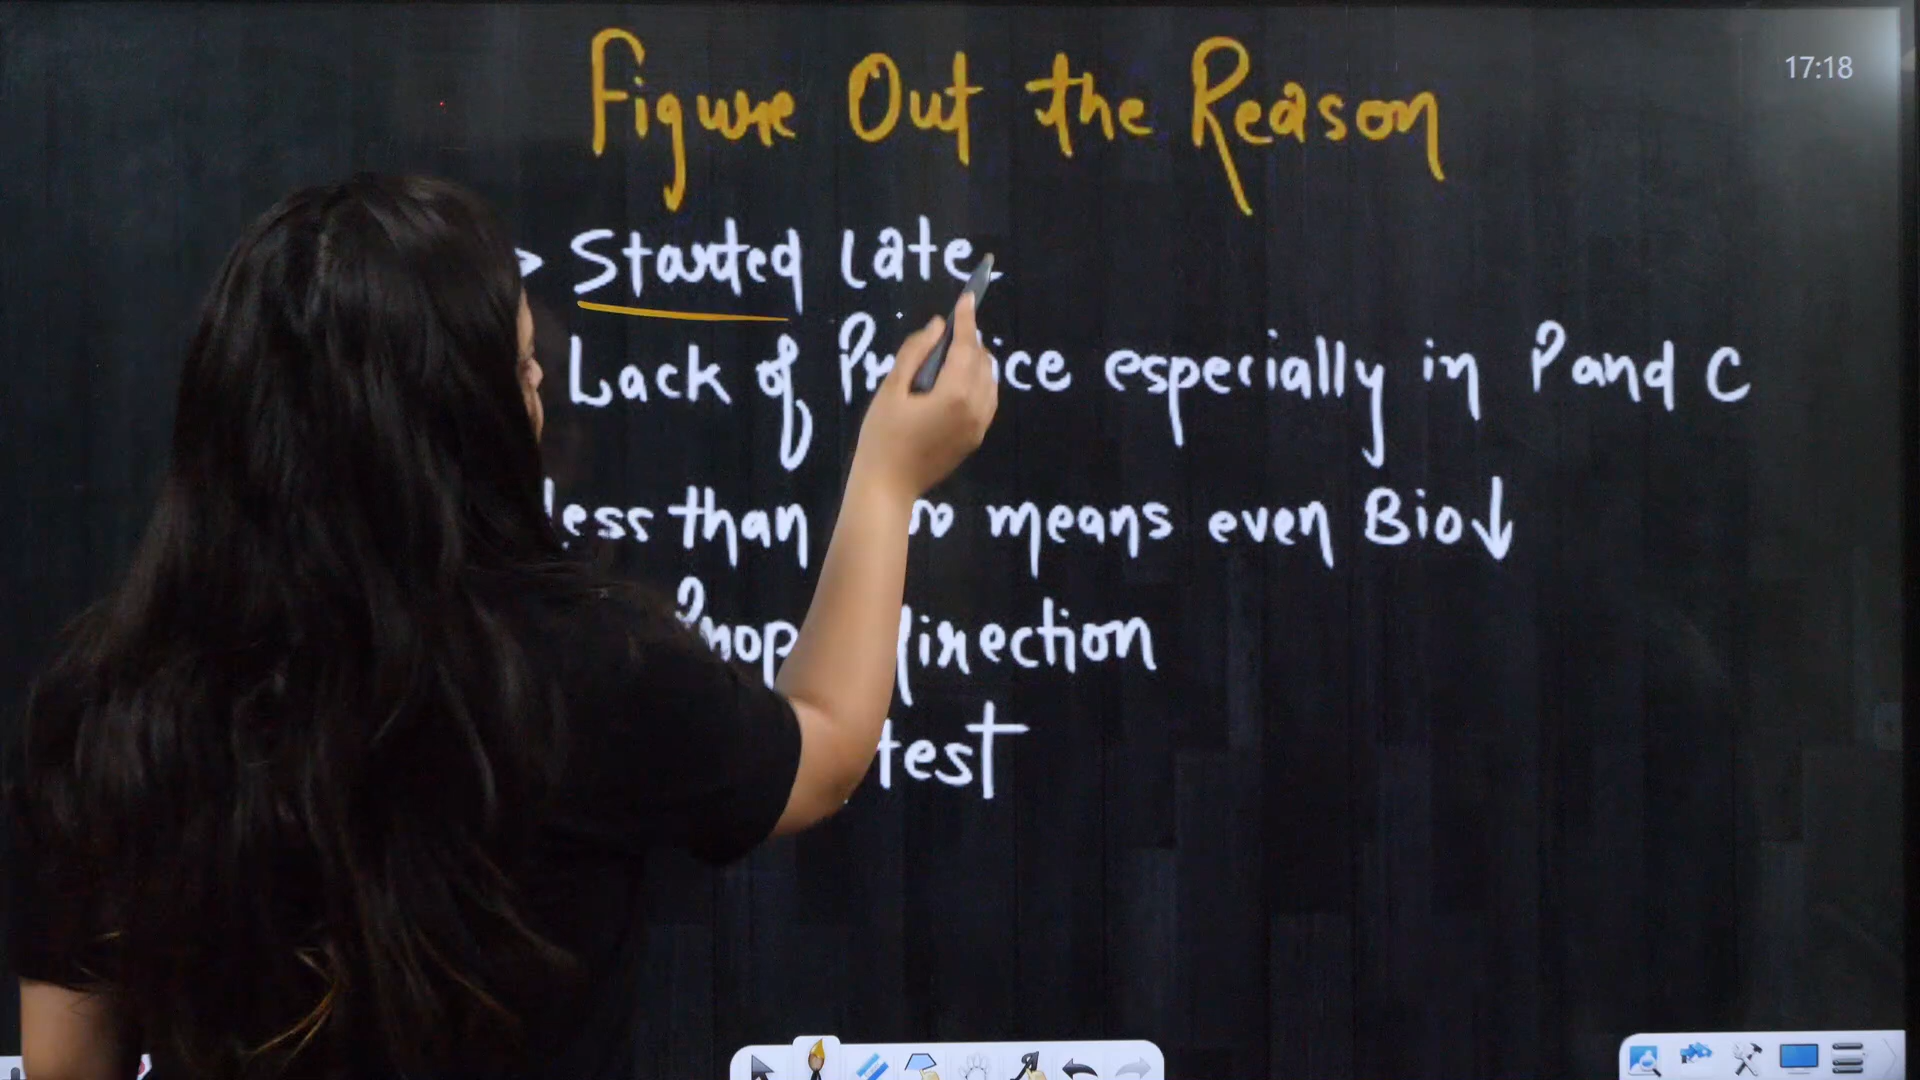 17:18
Figure Out the Reason
> Started Late
Lack of especially in P and C
less than means even Bio↓
direction
test